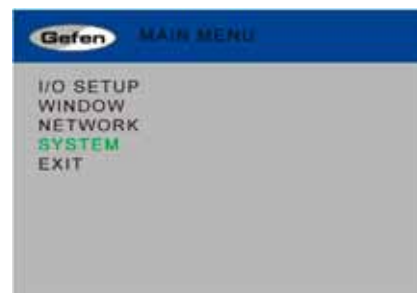 Gefen MAIN MENU
I/O SETUP
WINDOW
NETWORK
SYSTEM
EXIT